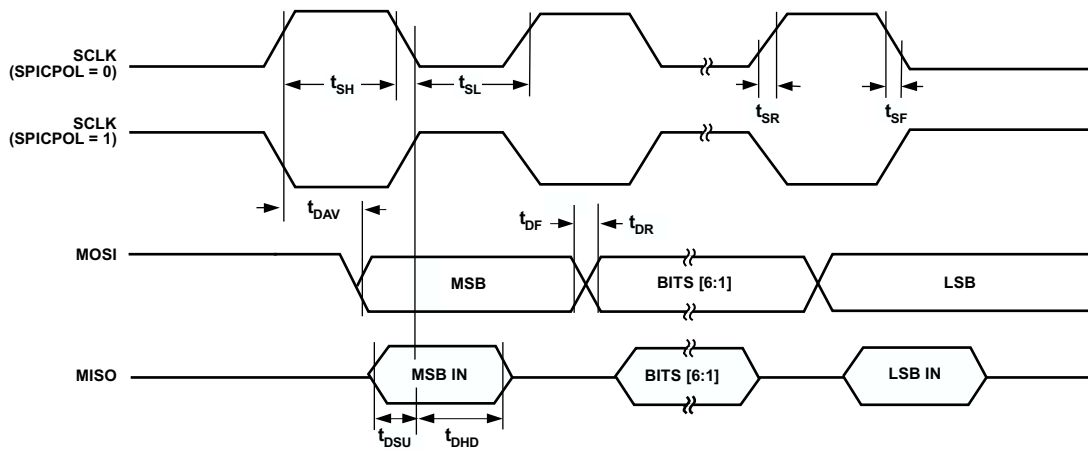 SCLK
(SPICPOL = 0)
tSH
tSL
tSR
tSF
SCLK
(SPICPOL = 1)
tDAV
tDF
tDR
MOSI
MSB
BITS [6:1]
LSB
MISO
MSB IN
BITS [6:1]
LSB IN
tDSU
tDHD